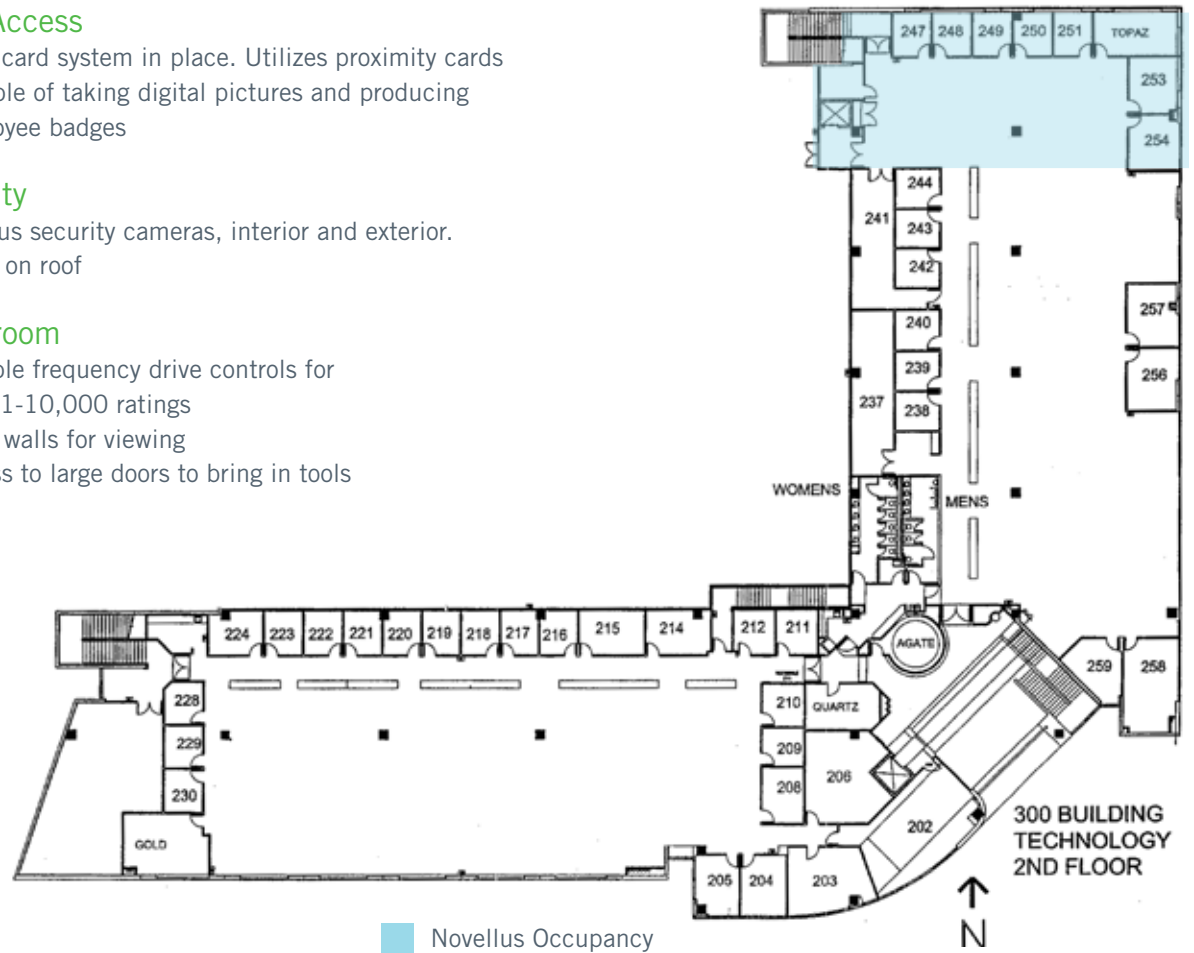 Access
card system in place. Utilizes proximity cards
ble of taking digital pictures and producing
oyee badges
ty
us security cameras, interior and exterior.
on roof
room
ble frequency drive controls for
1-10,000 ratings
walls for viewing
ss to large doors to bring in tools
247 248 249 250 251 TOPAZ
253
254
244
241
243
242
257
240
239
256
237
238
WOMENS
MENS
224 223 222 221 220 219 218 217 216 215 214 212 211
AGATE
259 258
228
210 QUARTZ
229
209
206
208
230
202
GOLD
205 204 203
300 BUILDING
TECHNOLOGY
2ND FLOOR
N
Novellus Occupancy